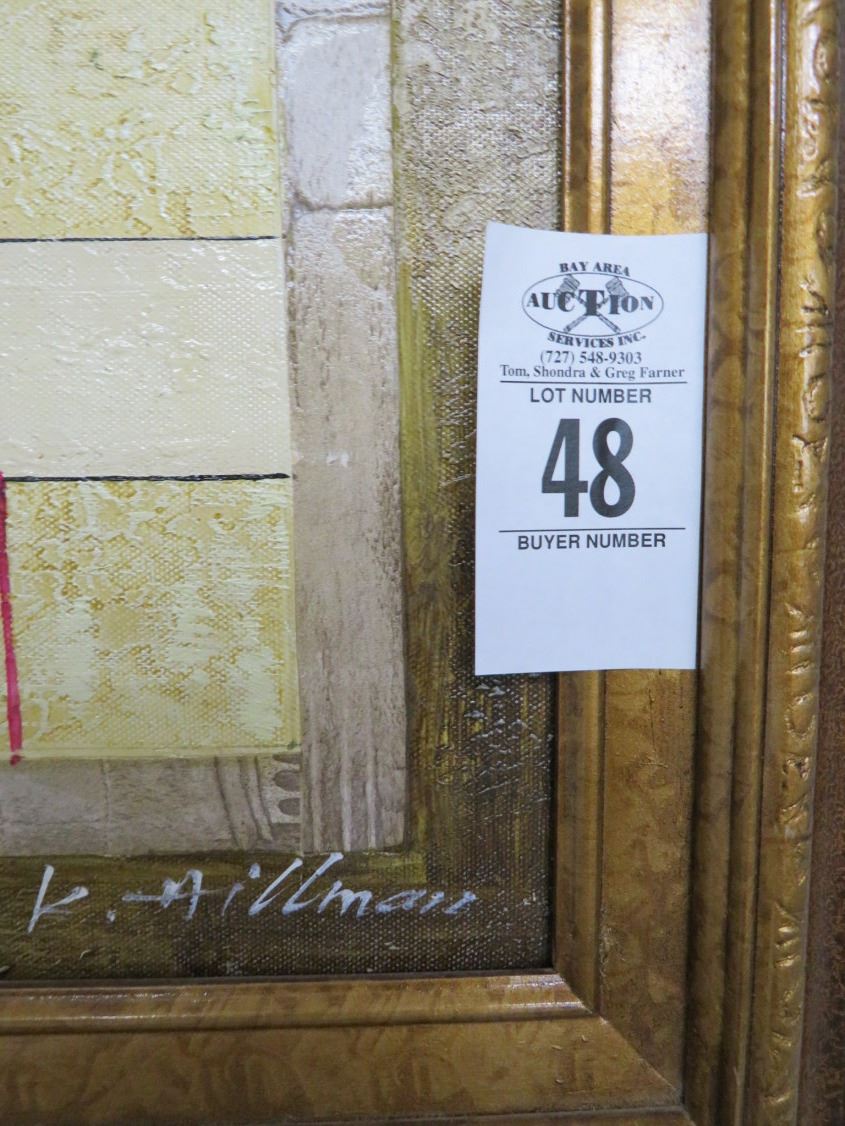 BAY AREA
AUCTION
SERVICES INC.
(727) 548-9303
Tom, Shondra & Greg Farner
LOT NUMBER
48
BUYER NUMBER
K. Hillman